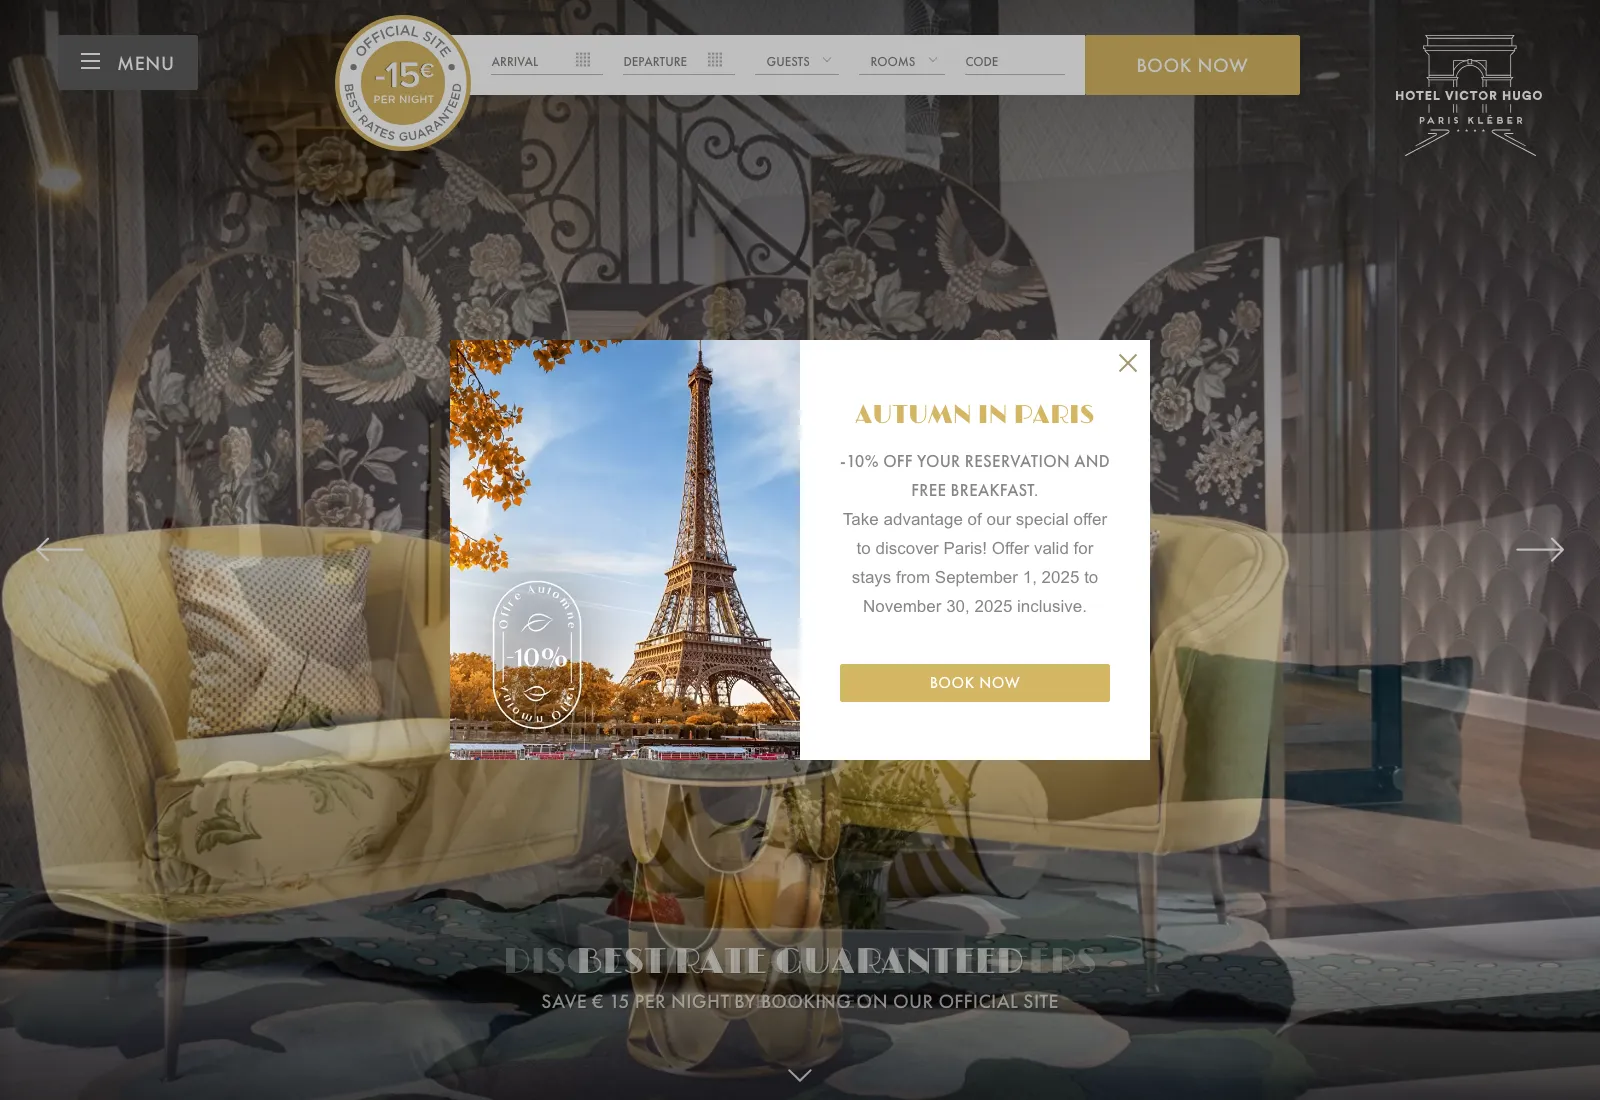 MENU
OFFICIAL SITE
-15€
PER NIGHT
BEST RATES GUARANTEED
ARRIVAL
DEPARTURE
GUESTS
ROOMS
CODE
BOOK NOW
HOTEL VICTOR HUGO
PARIS KLÉBER
AUTUMN IN PARIS
-10% OFF YOUR RESERVATION AND
FREE BREAKFAST.
Take advantage of our special offer
to discover Paris! Offer valid for
stays from September 1, 2025 to
November 30, 2025 inclusive.
BOOK NOW
Offre Automne
-10%
Autumn Offer
BEST RATE GUARANTEED
SAVE € 15 PER NIGHT BY BOOKING ON OUR OFFICIAL SITE